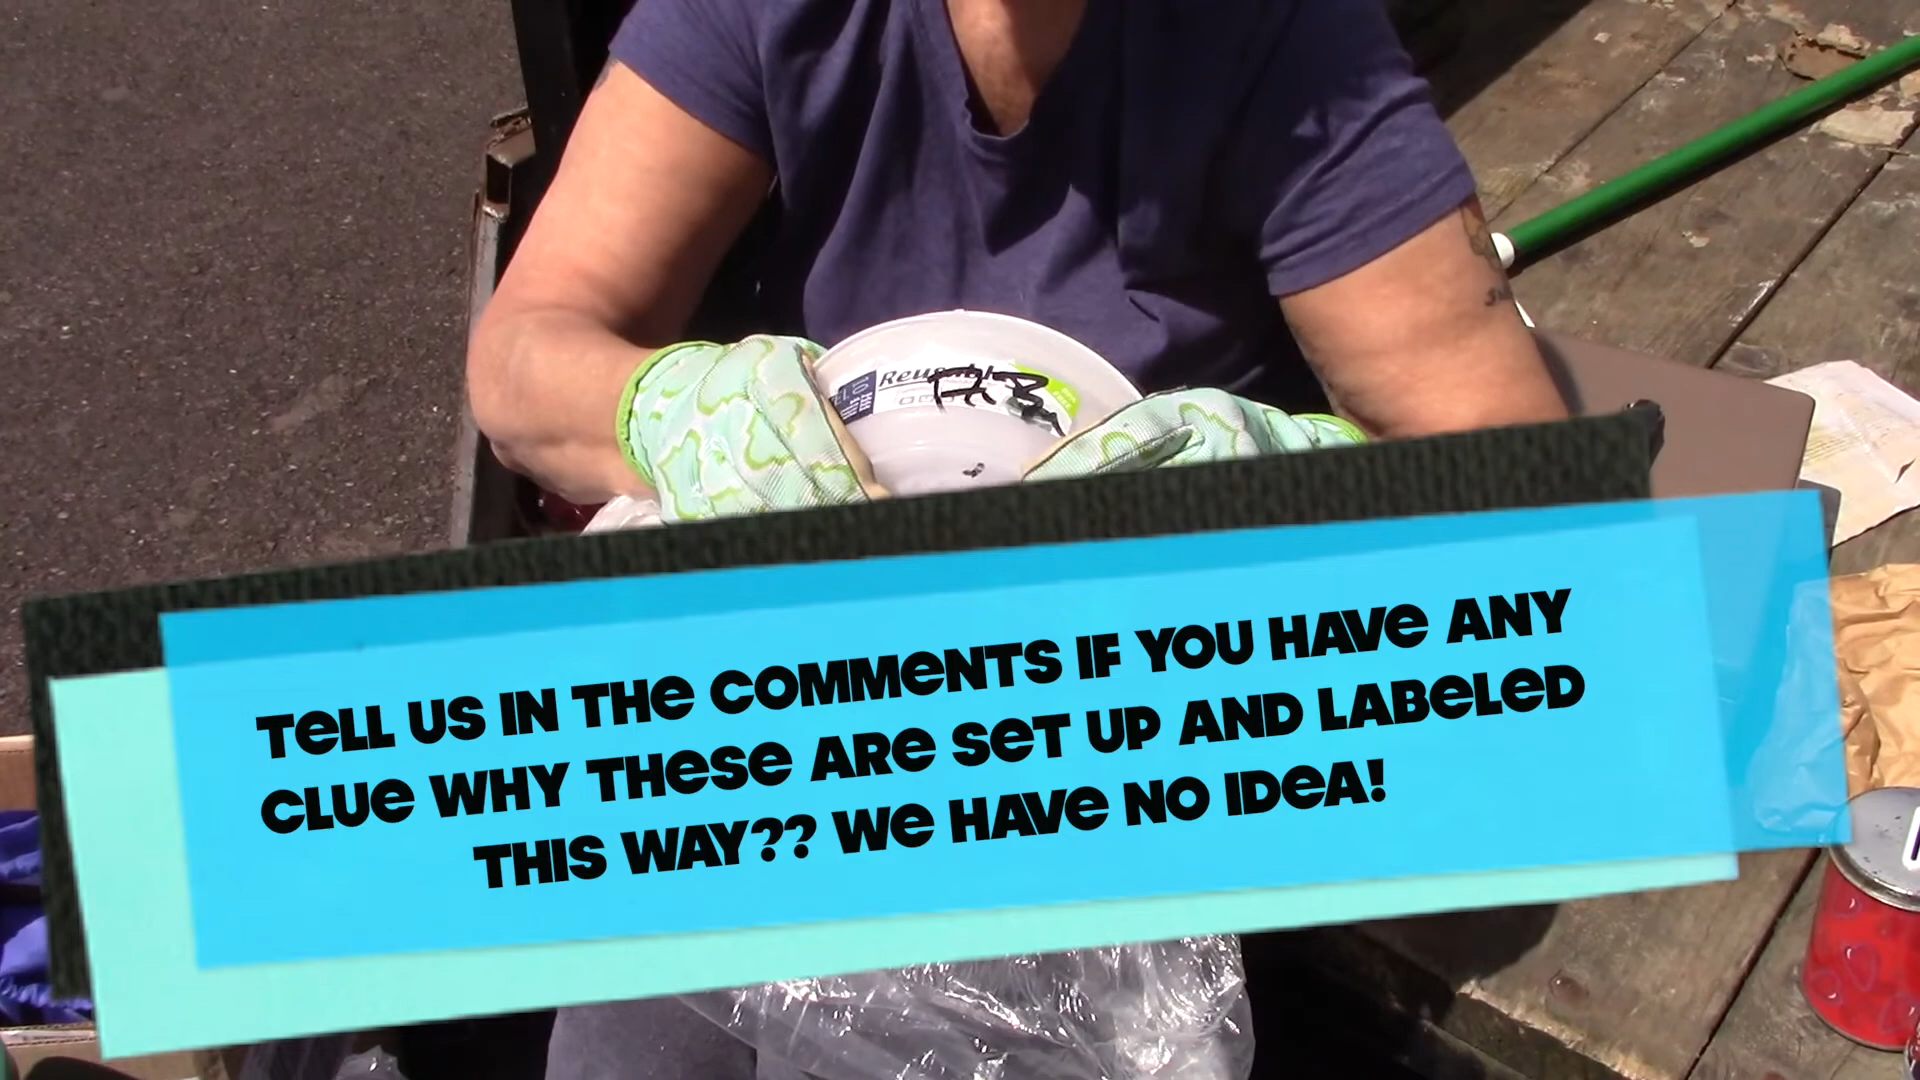 Reusable
TELL US IN THE COMMENTS IF YOU HAVE ANY
CLUE WHY THESE ARE SET UP AND LABELED
THIS WAY?? WE HAVE NO IDEA!